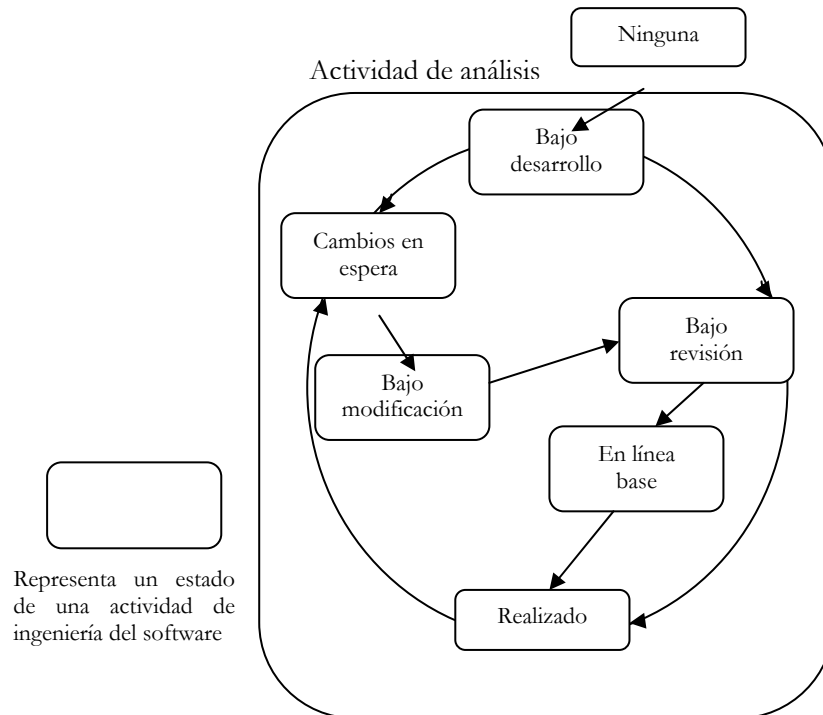 Ninguna
Actividad de análisis
Bajo
desarrollo
Cambios en
espera
Bajo
revisión
Bajo
modificación
En línea
base
Representa un estado
de una actividad de
ingeniería del software
Realizado